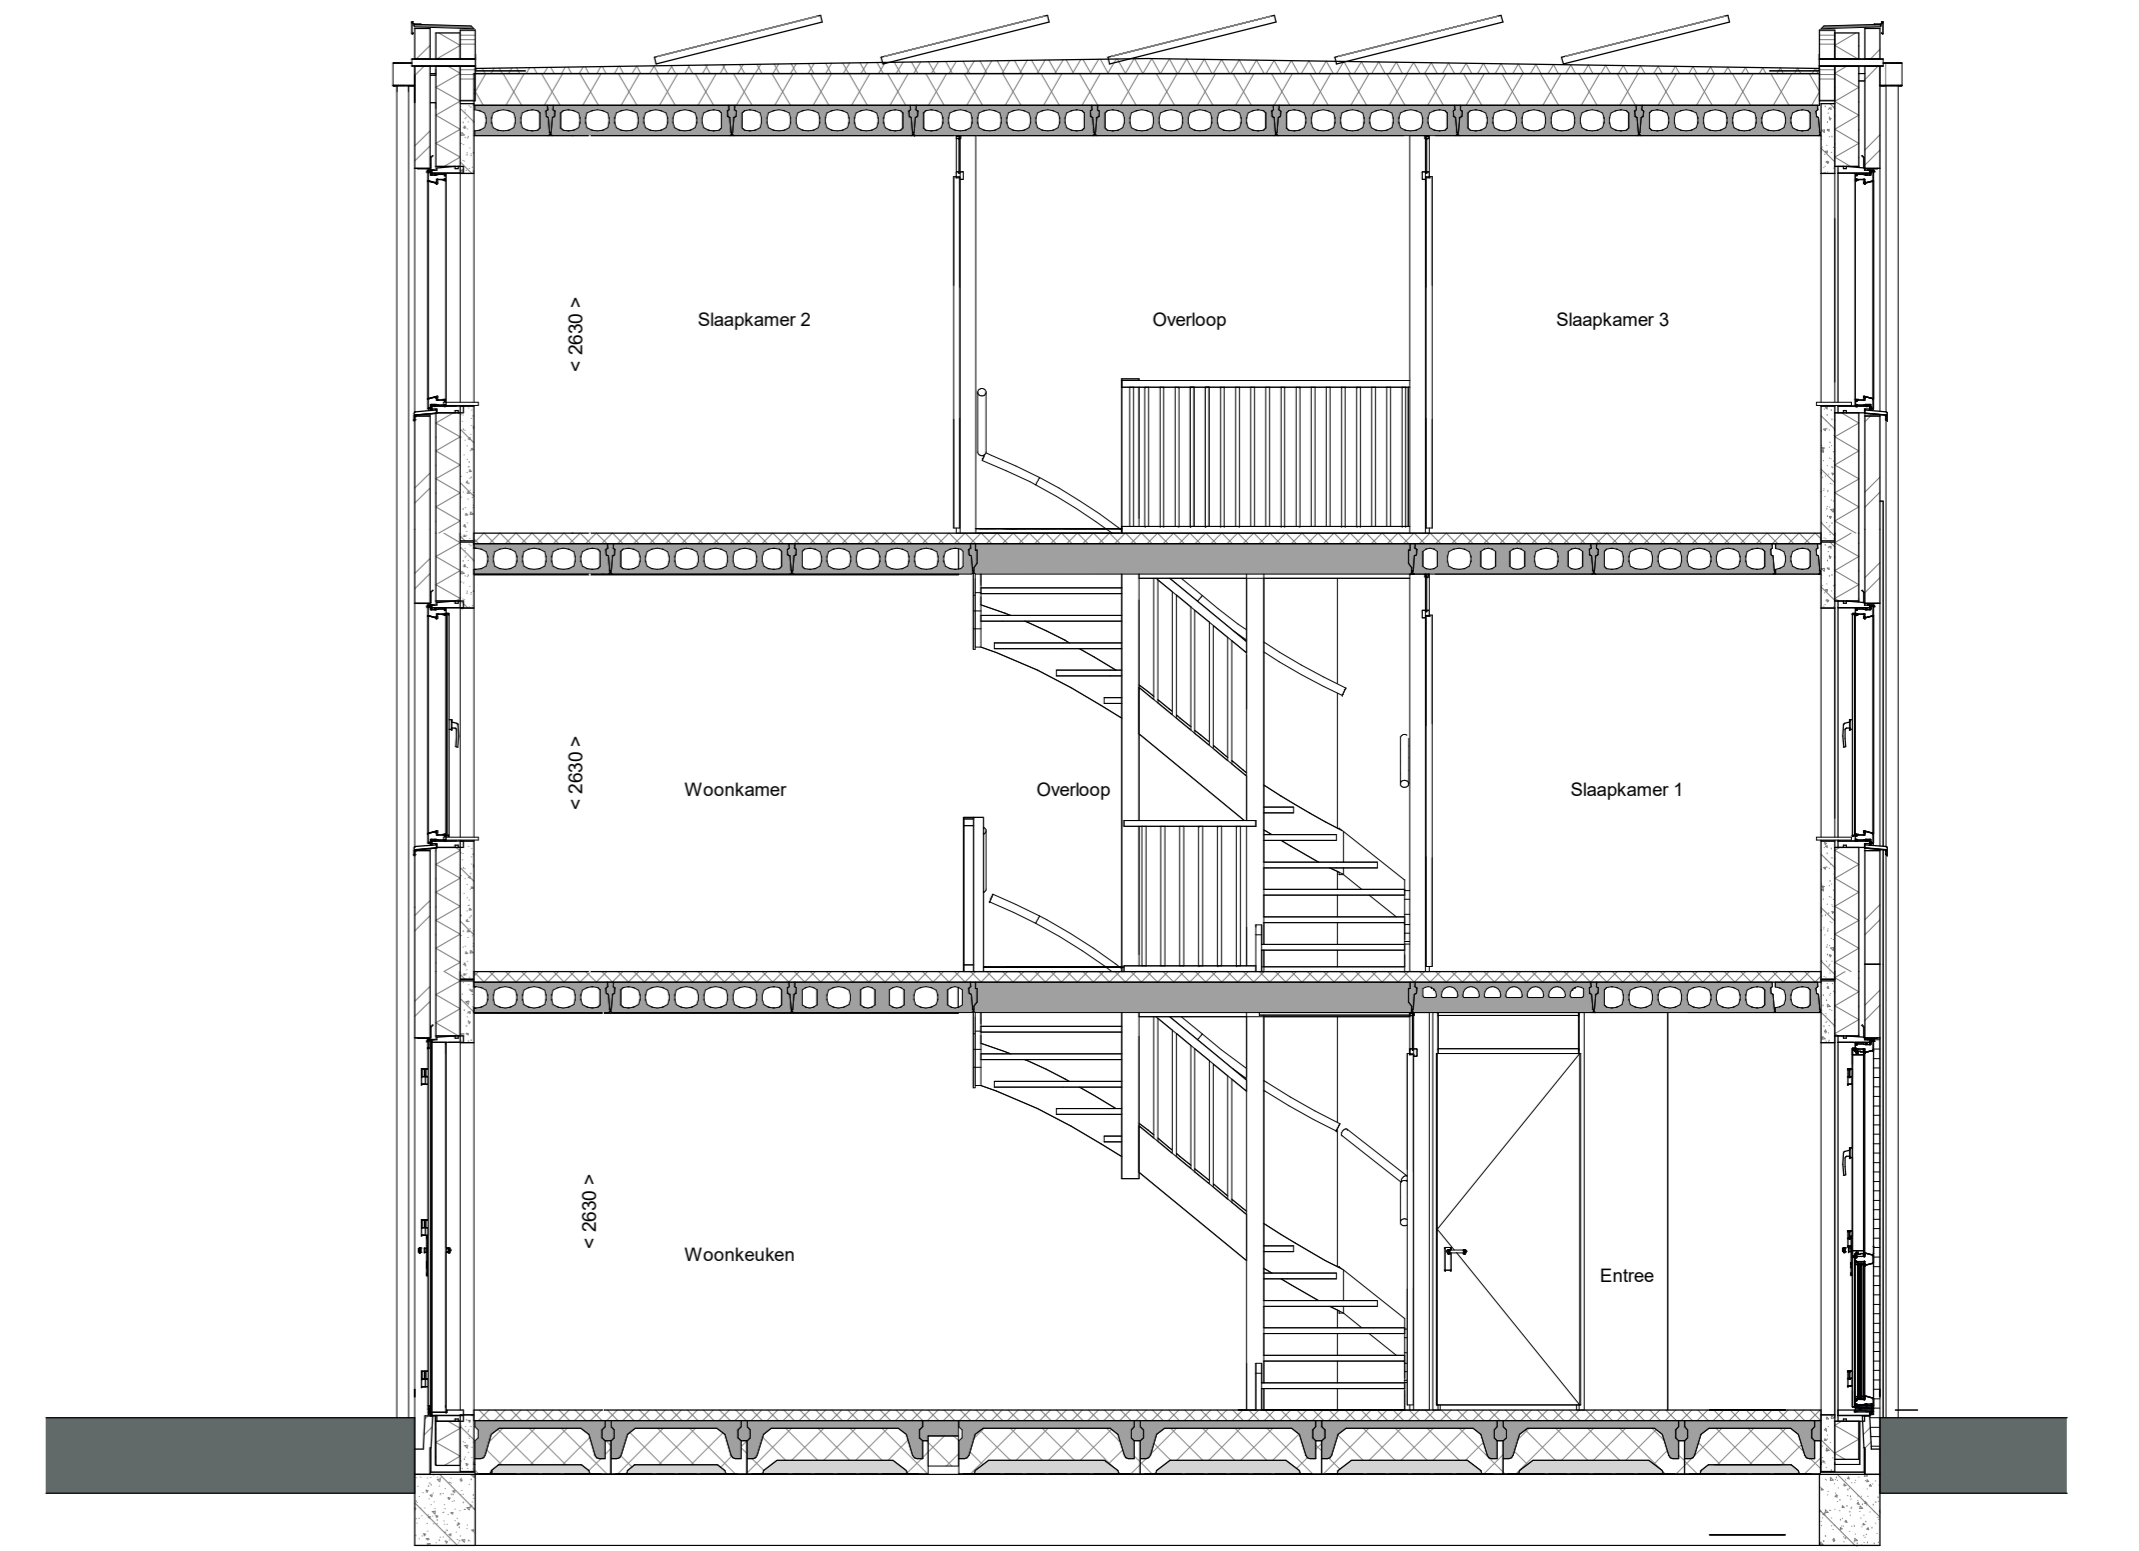 < 2630 >
Slaapkamer 2
Overloop
Slaapkamer 3
< 2630 >
Woonkamer
Overloop
Slaapkamer 1
< 2630 >
Woonkeuken
Entree